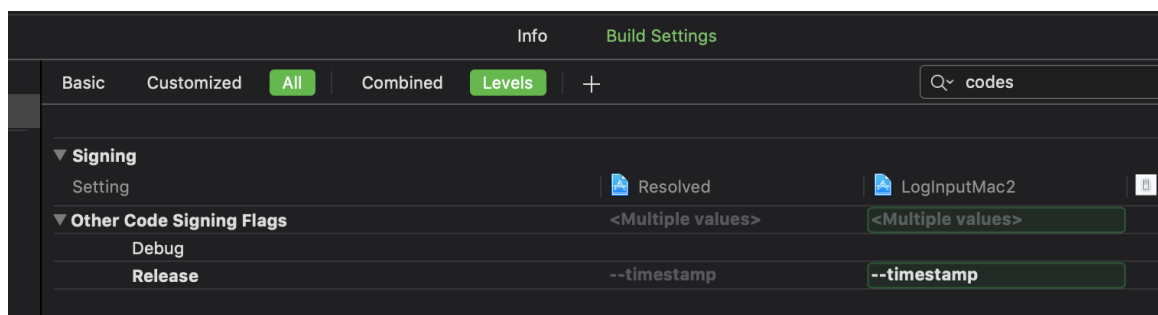 Info Build Settings
Basic Customized All Combined Levels + codes
Signing
Setting Resolved LogInputMac2
Other Code Signing Flags <Multiple values> <Multiple values>
Debug
Release --timestamp --timestamp